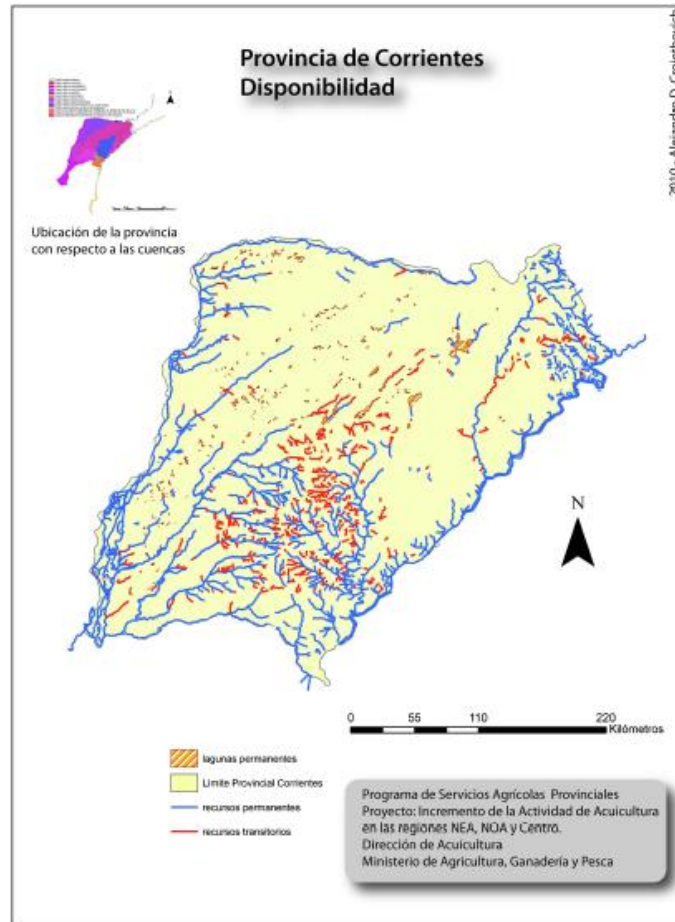 Provincia de Corrientes
Disponibilidad
Ubicación de la provincia
con respecto a las cuencas
N
0 55 110 220
Kilómetros
lagunas permanentes
Límite Provincial Corrientes
recursos permanentes
recursos transitorios
Programa de Servicios Agrícolas Provinciales
Proyecto: Incremento de la Actividad de Acuicultura
en las regiones NEA, NOA y Centro.
Dirección de Acuicultura
Ministerio de Agricultura, Ganadería y Pesca
2010 - Alejandro D.